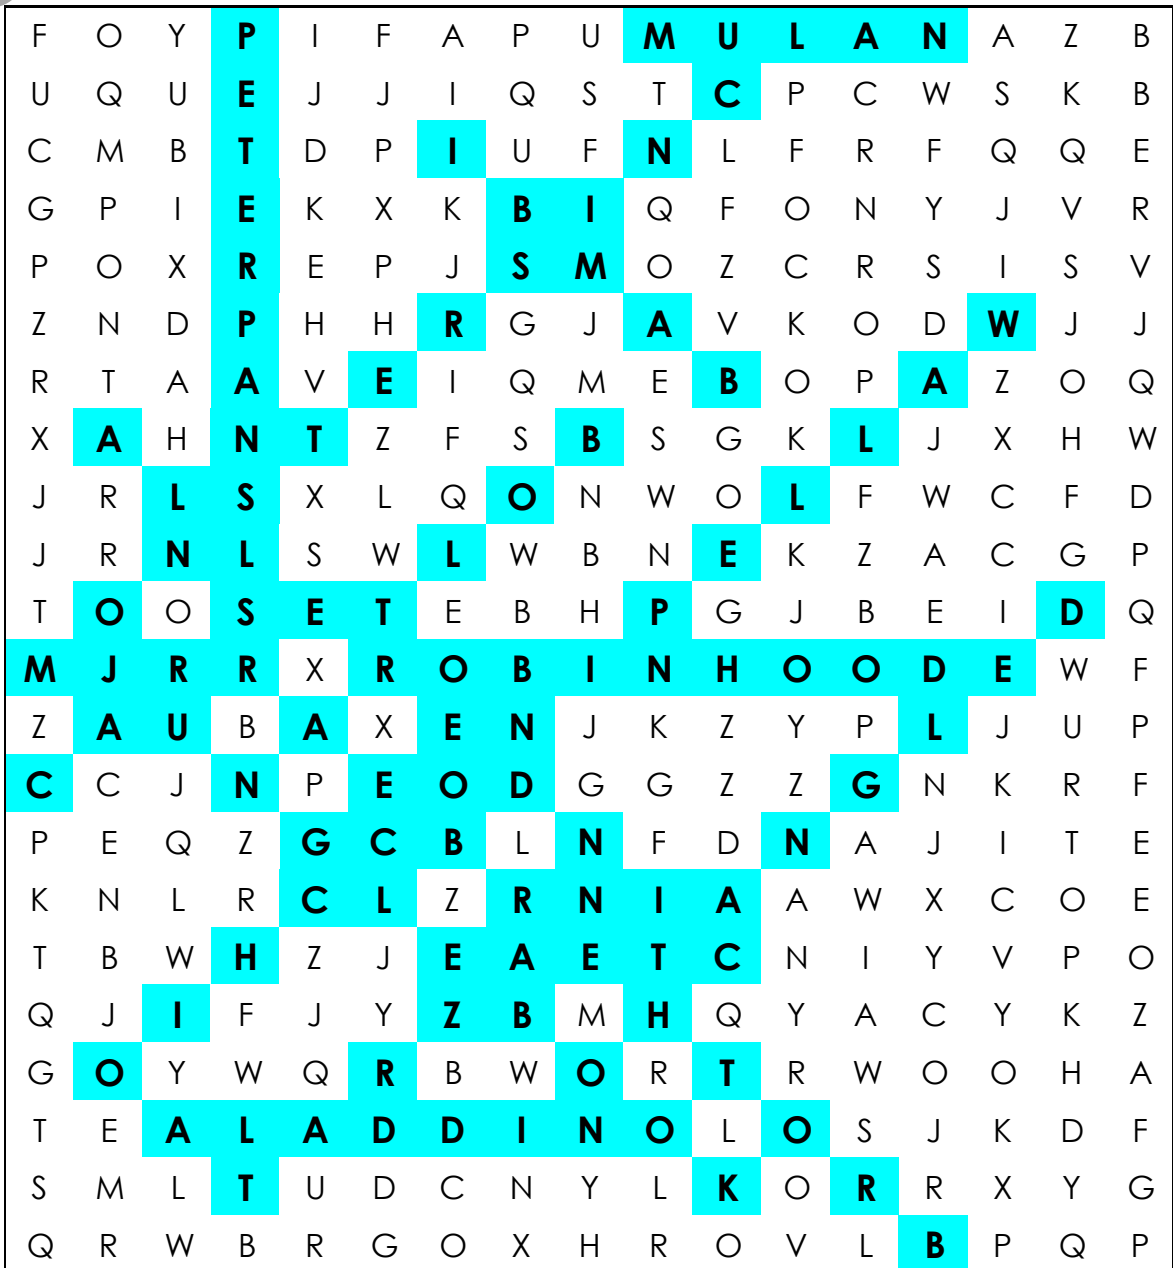 F O Y P I F A P U M U L A N A Z B
U Q U E J J I Q S T C P C W S K B
C M B T D P I U F N L F R F Q Q E
G P I E K X K B I Q F O N Y J V R
P O X R E P J S M O Z C R S I S V
Z N D P H H R G J A V K O D W J J
R T A A V E I Q M E B O P A Z O Q
X A H N T Z F S B S G K L J X H W
J R L S X L Q O N W O L F W C F D
J R N L S W L W B N E K Z A C G P
T O O S E T E B H P G J B E I D Q
M J R R X R O B I N H O O D E W F
Z A U B A X E N J K Z Y P L J U P
C C J N P E O D G G Z Z G N K R F
P E Q Z G C B L N F D N A J I T E
K N L R C L Z R N I A A W X C O E
T B W H Z J E A E T C N I Y V P O
Q J I F J Y Z B M H Q Y A C Y K Z
G O Y W Q R B W O R T R W O O H A
T E A L A D D I N O L O S J K D F
S M L T U D C N Y L K O R R X Y G
Q R W B R G O X H R O V L B P Q P